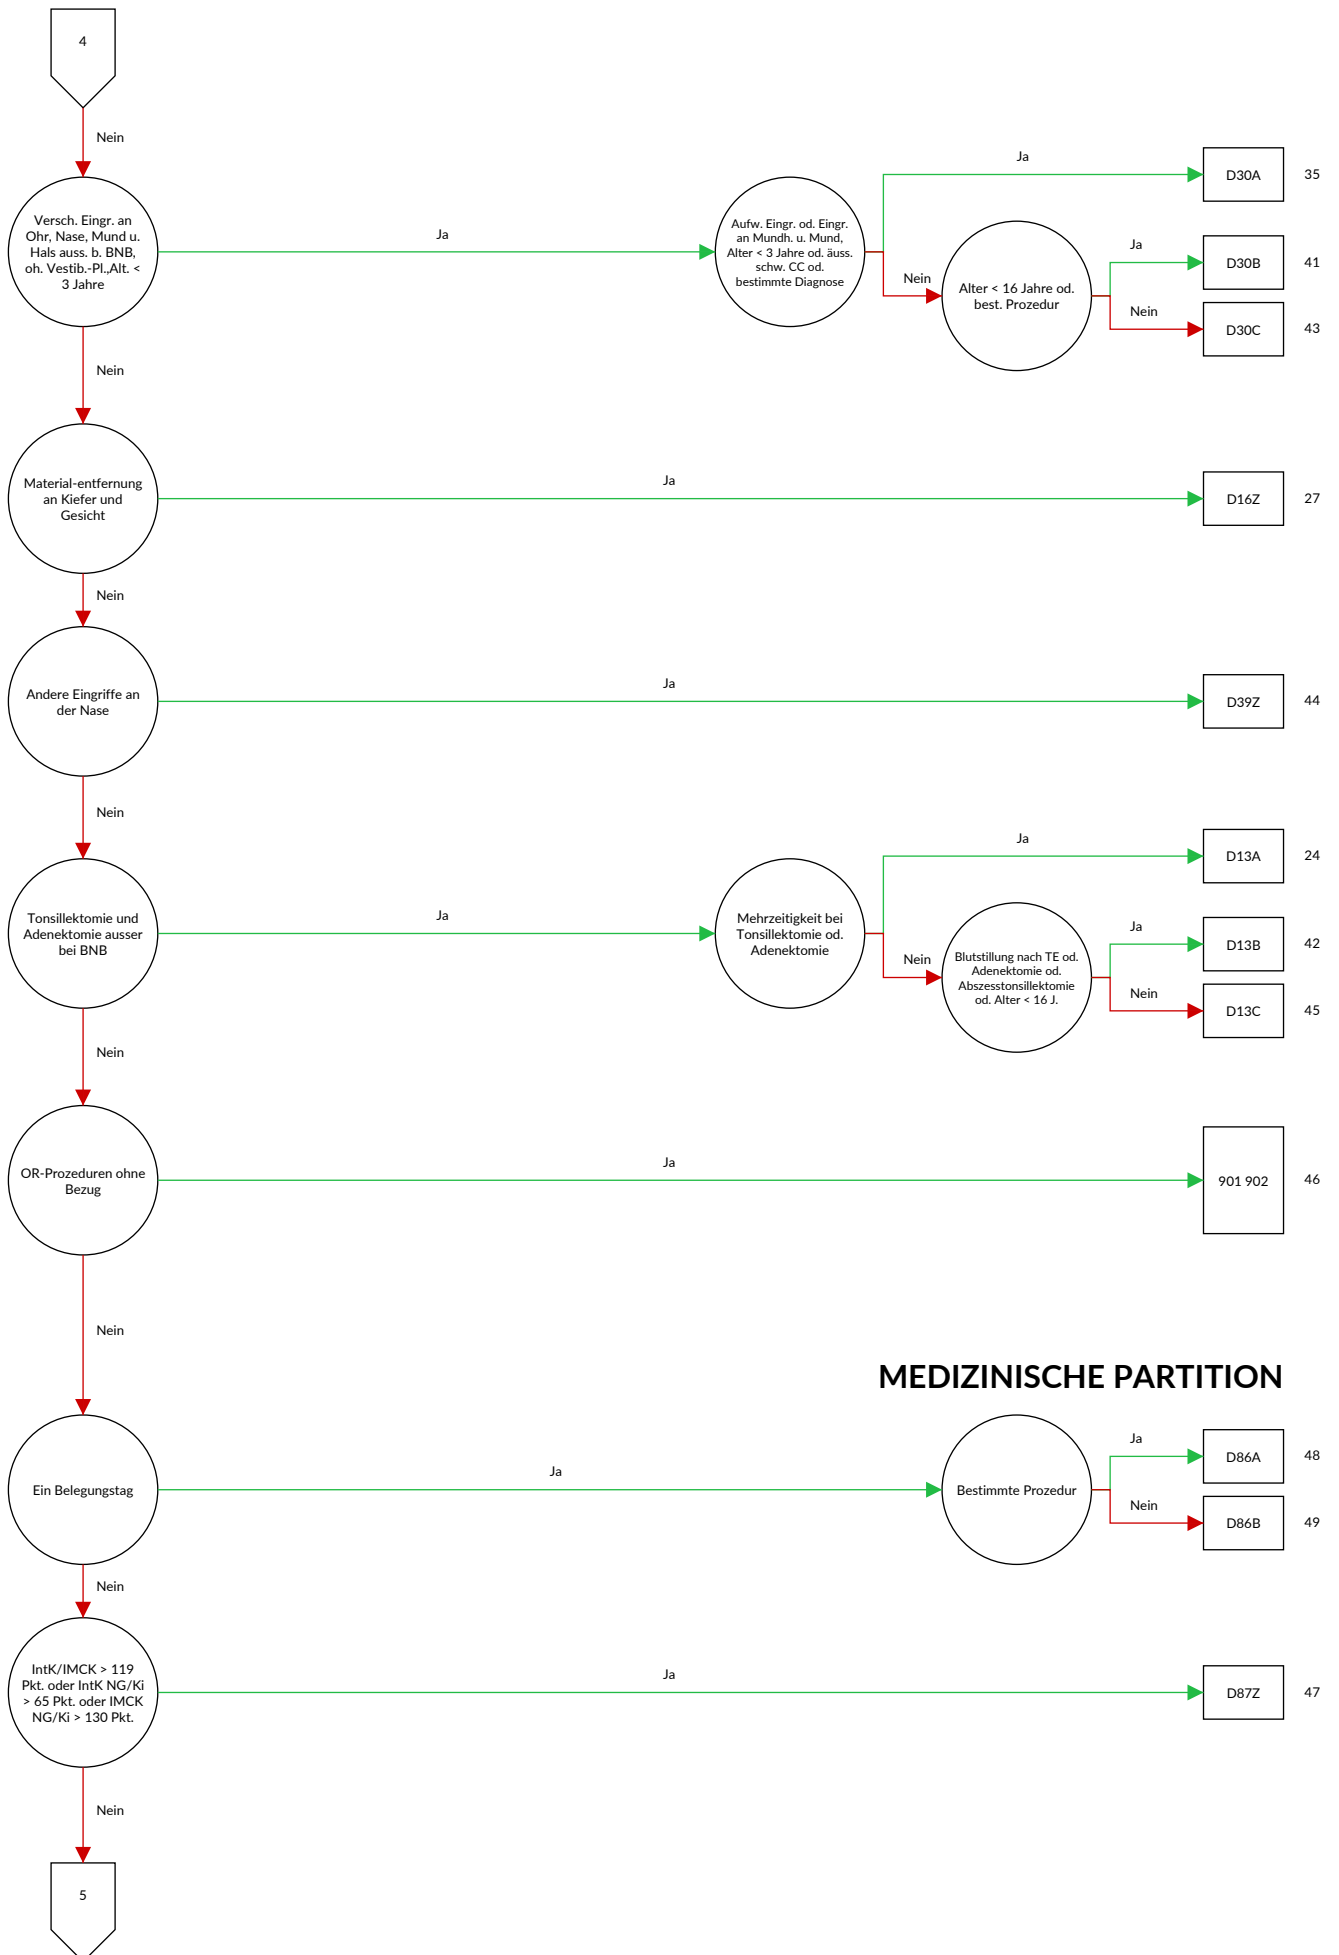 4
Nein
Versch. Eingr. an
Ohr, Nase, Mund u.
Hals auss. b. BNB,
oh. Vestib.-Pl.,Alt. <
3 Jahre
Ja
Aufw. Eingr. od. Eingr.
an Mundh. u. Mund,
Alter < 3 Jahre od. äuss.
schw. CC od.
bestimmte Diagnose
Ja
D30A
35
Nein
Alter < 16 Jahre od.
best. Prozedur
Ja
D30B
41
Nein
D30C
43
Nein
Material-entfernung
an Kiefer und
Gesicht
Ja
D16Z
27
Nein
Andere Eingriffe an
der Nase
Ja
D39Z
44
Nein
Tonsillektomie und
Adenektomie ausser
bei BNB
Ja
Mehrzeitigkeit bei
Tonsillektomie od.
Adenektomie
Ja
D13A
24
Nein
Blutstillung nach TE od.
Adenektomie od.
Abszesstonsillektomie
od. Alter < 16 J.
Ja
D13B
42
Nein
D13C
45
Nein
OR-Prozeduren ohne
Bezug
Ja
901 902
46
Nein
MEDIZINISCHE PARTITION
Ein Belegungstag
Ja
Bestimmte Prozedur
Ja
D86A
48
Nein
D86B
49
Nein
IntK/IMCK > 119
Pkt. oder IntK NG/Ki
> 65 Pkt. oder IMCK
NG/Ki > 130 Pkt.
Ja
D87Z
47
Nein
5